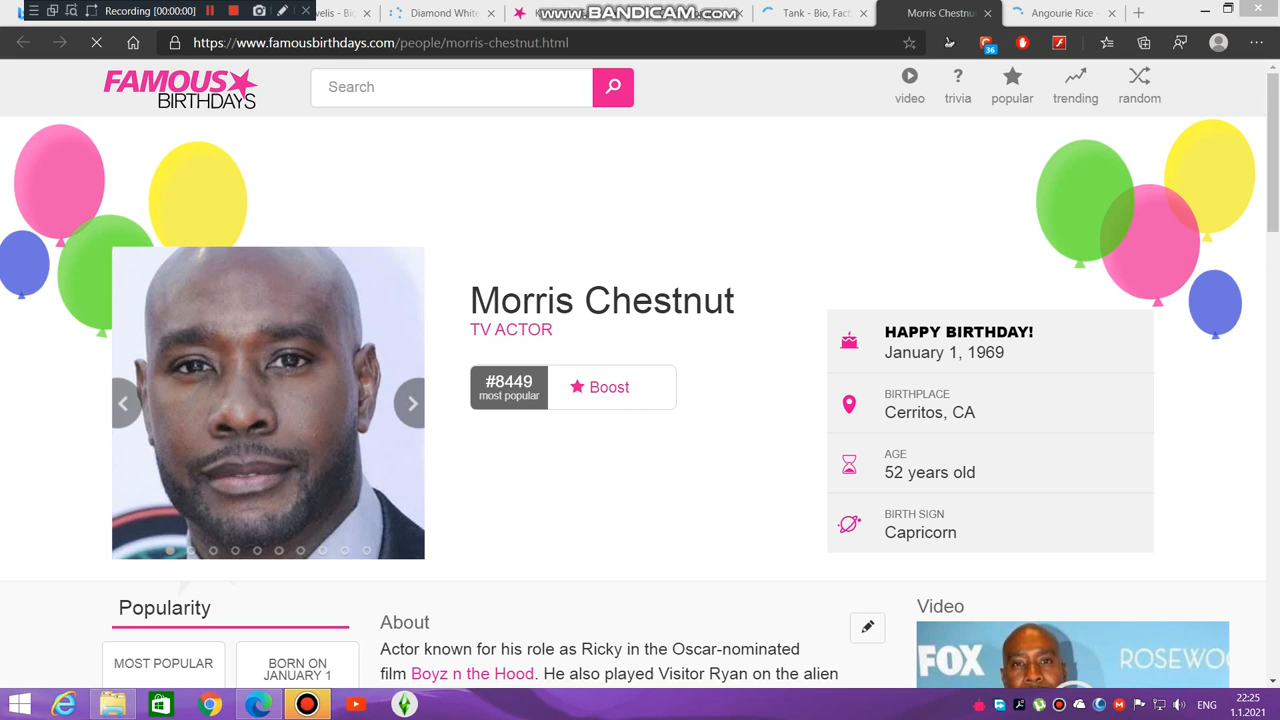 Recording [00:00:00]
velis - Bi
Diamond White
www.BANDICAM.com
Tank - Bio, Fact
Morris Chestnut
Angourie Rice
https://www.famousbirthdays.com/people/morris-chestnut.html
36
FAMOUS
BIRTHDAYS
Search
video
trivia
popular
trending
random
Morris Chestnut
TV ACTOR
#8449
most popular
Boost
HAPPY BIRTHDAY!
January 1, 1969
BIRTHPLACE
Cerritos, CA
AGE
52 years old
BIRTH SIGN
Capricorn
Popularity
MOST POPULAR
BORN ON
JANUARY 1
About
Actor known for his role as Ricky in the Oscar-nominated
film Boyz n the Hood. He also played Visitor Ryan on the alien
Video
FOX
ROSEWO
ENG
22:25
1.1.2021